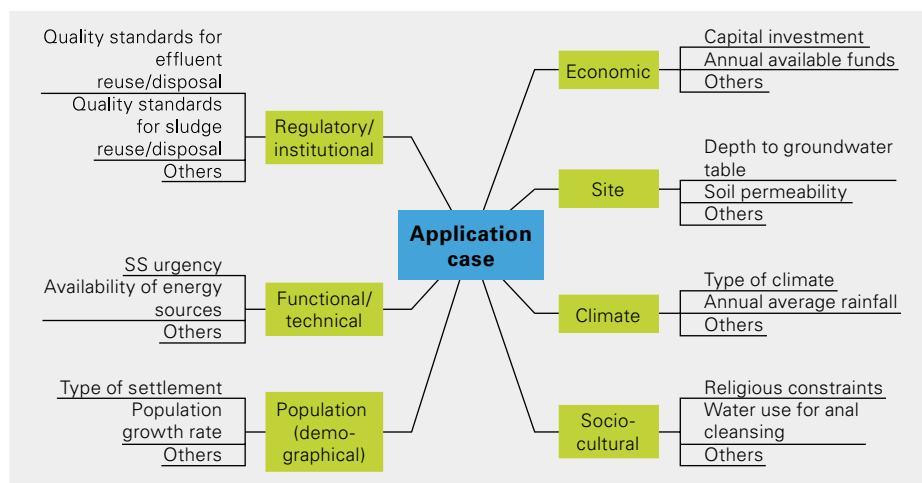 Quality standards for
effluent
reuse/disposal
Quality standards
for sludge
reuse/disposal
Others
Regulatory/
institutional
SS urgency
Availability of energy
sources
Others
Functional/
technical
Type of settlement
Population
growth rate
Others
Population
(demo-
graphical)
Application
case
Economic
Capital investment
Annual available funds
Others
Site
Depth to groundwater
table
Soil permeability
Others
Climate
Type of climate
Annual average rainfall
Others
Socio-
cultural
Religious constraints
Water use for anal
cleansing
Others